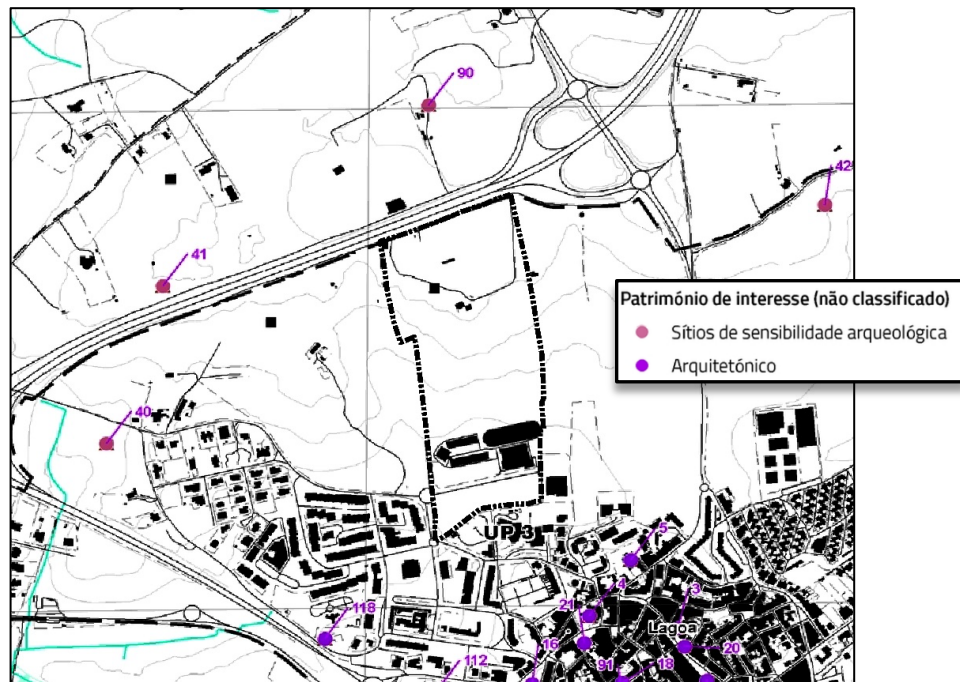 90
42
41
Património de interesse (não classificado)
Sítios de sensibilidade arqueológica
Arquitetónico
40
UP 3
5
4
3
21
118
Lagoa
16
20
112
91
18